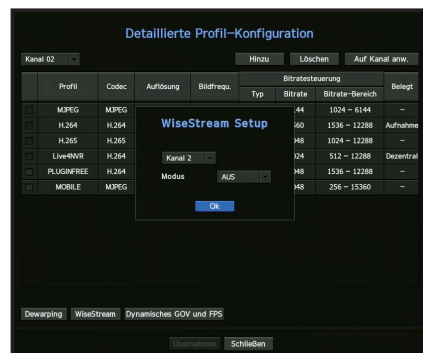 Detaillierte Profil-Konfiguration
Kanal 02
Hinzu Löschen Auf Kanal anw.
Profil Codec Auflösung Bildfrequ. Bitratesteuerung Belegt
Typ Bitrate Bitrate-Bereich
MJPEG MJPEG 1024 ~ 6144 -
H.264 H.264 1536 ~ 12288 Aufnahme
H.265 H.265 1024 ~ 12288 -
Live4NVR H.264 512 ~ 12288 Dezentral
PLUGINFREE H.264 1536 ~ 12288 -
MOBILE MJPEG 256 ~ 15360 -
WiseStream Setup
Kanal 2
Modus AUS
Ok
Dewarping WiseStream Dynamisches GOV und FPS
Übernehmen Schließen